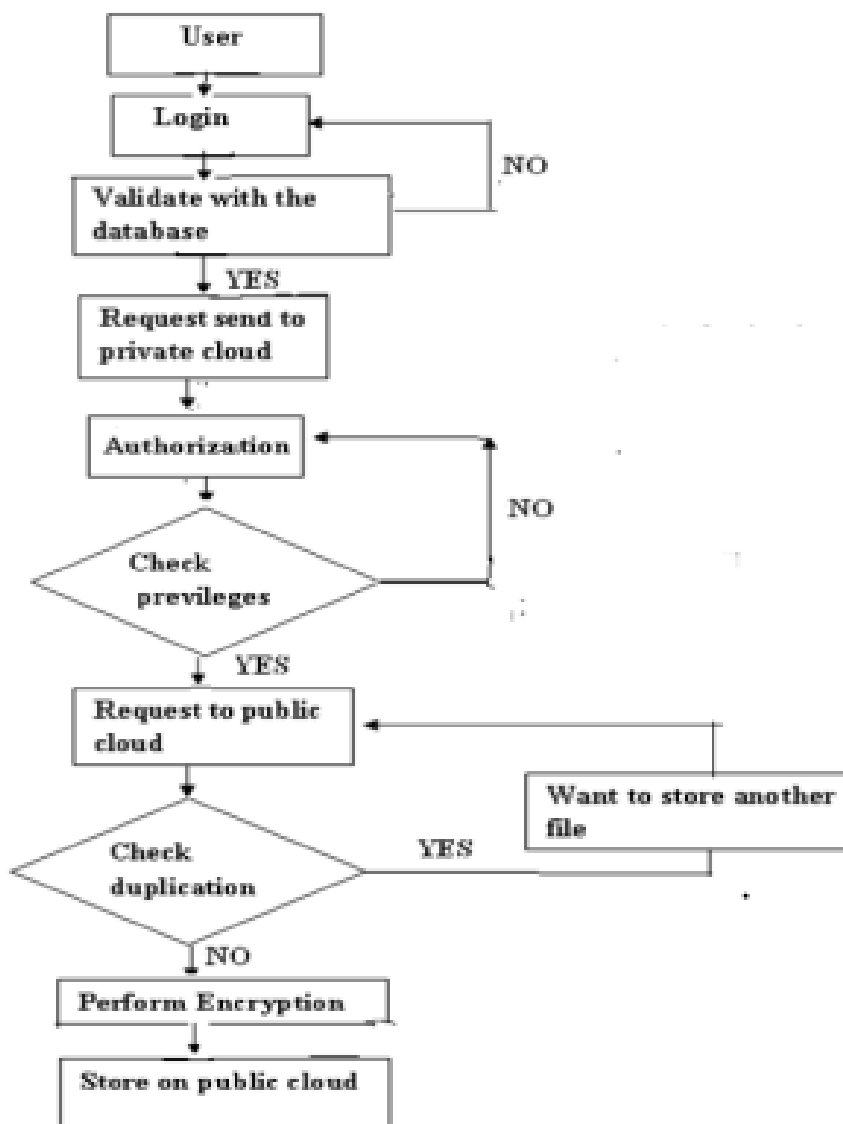 User
Login
NO
Validate with the
database
YES
Request send to
private cloud
Authorization
NO
Check
previleges
YES
Request to public
cloud
Want to store another
file
Check
duplication
YES
NO
Perform Encryption
Store on public cloud